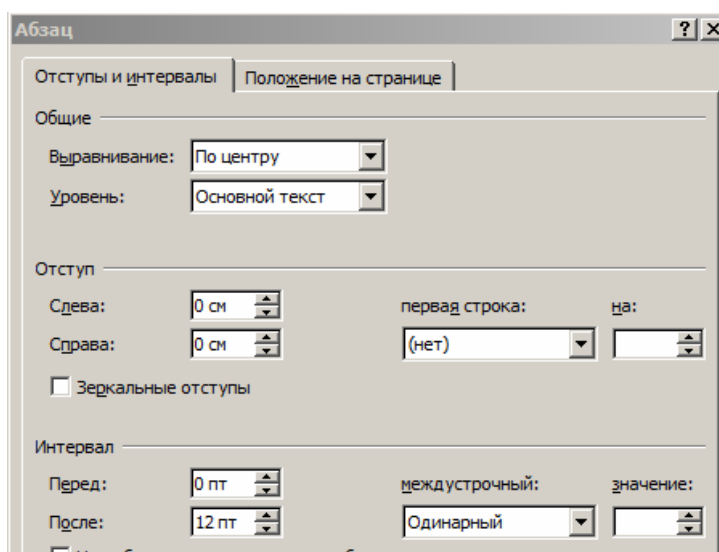 Абзац
Отступы и интервалы Положение на странице
Общие
Выравнивание: По центру
Уровень: Основной текст
Отступ
Слева: 0 см первая строка: на:
Справа: 0 см (нет)
Зеркальные отступы
Интервал
Перед: 0 пт междустрочный: значение:
После: 12 пт Одинарный